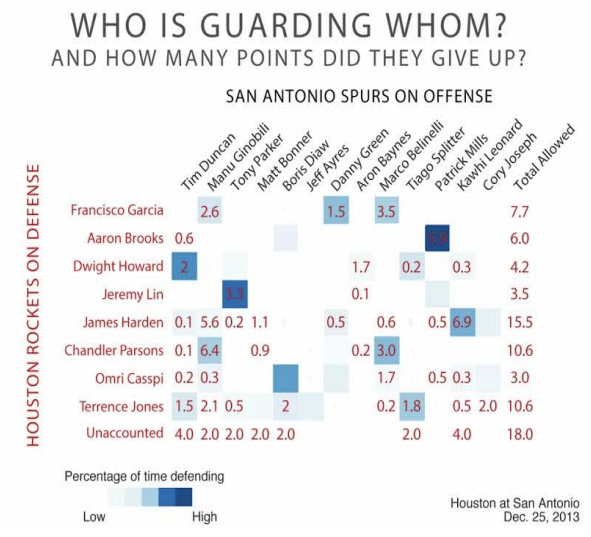 WHO IS GUARDING WHOM?
AND HOW MANY POINTS DID THEY GIVE UP?
SAN ANTONIO SPURS ON OFFENSE
Tim Duncan
Manu Ginobili
Tony Parker
Matt Bonner
Boris Diaw
Jeff Ayres
Danny Green
Aron Baynes
Marco Belinelli
Tiago Splitter
Patrick Mills
Kawhi Leonard
Cory Joseph
Total Allowed
HOUSTON ROCKETS ON DEFENSE
Francisco Garcia 2.6 1.5 3.5 7.7
Aaron Brooks 0.6 6.0
Dwight Howard 2 1.7 0.2 0.3 4.2
Jeremy Lin 3.3 0.1 3.5
James Harden 0.1 5.6 0.2 1.1 0.5 0.6 0.5 6.9 15.5
Chandler Parsons 0.1 6.4 0.9 0.2 3.0 10.6
Omri Casspi 0.2 0.3 1.7 0.5 0.3 3.0
Terrence Jones 1.5 2.1 0.5 2 0.2 1.8 0.5 2.0 10.6
Unaccounted 4.0 2.0 2.0 2.0 2.0 2.0 4.0 18.0
Percentage of time defending
Low High
Houston at San Antonio
Dec. 25, 2013